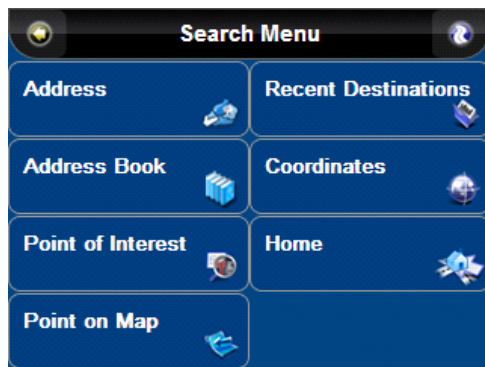 Search Menu
Address
Recent Destinations
Address Book
Coordinates
Point of Interest
Home
Point on Map